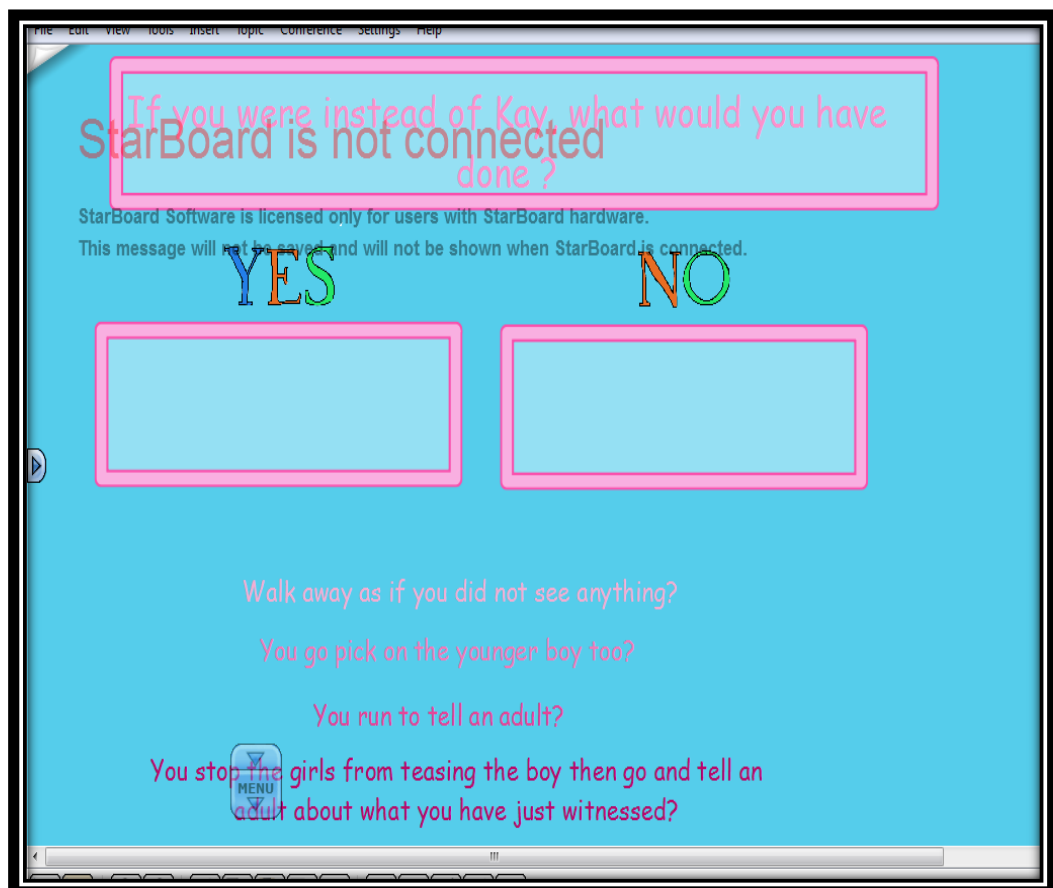 File Edit View Tools Insert Topic Conference Settings Help
If you were instead of Kay, what would you have
done ?
StarBoard is not connected
StarBoard Software is licensed only for users with StarBoard hardware.
This message will not be saved and will not be shown when StarBoard is connected.
YES NO
Walk away as if you did not see anything?
You go pick on the younger boy too?
You run to tell an adult?
You stop the girls from teasing the boy then go and tell an
adult about what you have just witnessed?
MENU